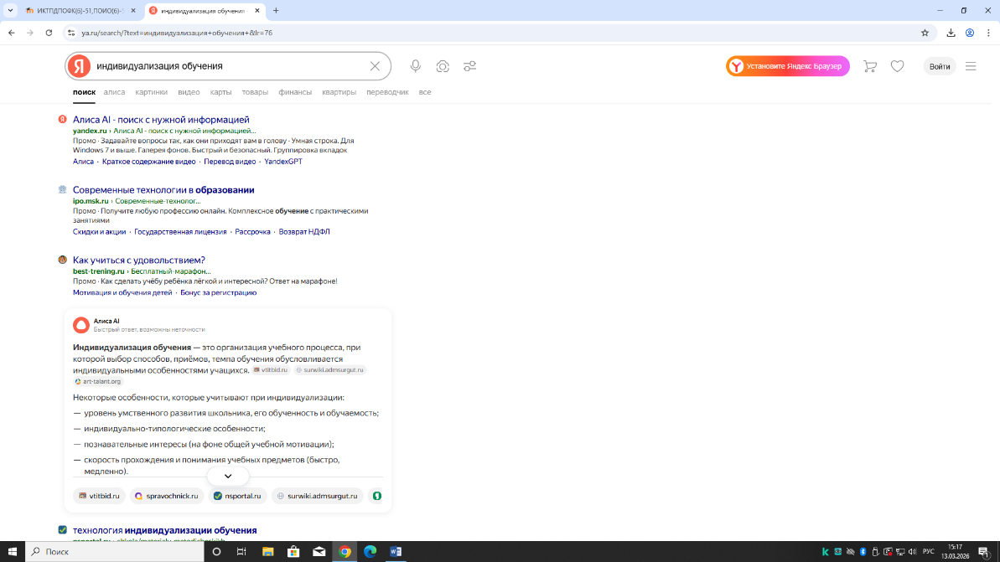 ИКТПДПОФК(6)-51,ПОИО(6)-5
индивидуализация обучения -
ya.ru/search/?text=индивидуализация+обучения+&lr=76
индивидуализация обучения
Установите Яндекс Браузер
Войти
поиск алиса картинки видео карты товары финансы квартиры переводчик все
Алиса AI - поиск с нужной информацией
yandex.ru › Алиса AI - поиск с нужной информацией...
Промо · Задавайте вопросы так, как они приходят вам в голову · Умная строка. Для
Windows 7 и выше. Галерея фонов. Быстрый и безопасный. Группировка вкладок
Алиса · Краткое содержание видео · Перевод видео · YandexGPT
Современные технологии в образовании
ipo.msk.ru › Современные-технолог...
Промо · Получите любую профессию онлайн. Комплексное обучение с практическими
занятиями
Скидки и акции · Государственная лицензия · Рассрочка · Возврат НДФЛ
Как учиться с удовольствием?
best-trening.ru › Бесплатный-марафон...
Промо · Как сделать учёбу ребёнка лёгкой и интересной? Ответ на марафоне!
Мотивация и обучения детей · Бонус за регистрацию
Алиса AI
Быстрый ответ, возможны неточности
Индивидуализация обучения — это организация учебного процесса, при
которой выбор способов, приёмов, темпа обучения обусловливается
индивидуальными особенностями учащихся. vtitbid.ru surwiki.admsurgut.ru
art-talant.org
Некоторые особенности, которые учитывают при индивидуализации:
— уровень умственного развития школьника, его обученность и обучаемость;
— индивидуально-типологические особенности;
— познавательные интересы (на фоне общей учебной мотивации);
— скорость прохождения и понимания учебных предметов (быстро,
медленно).
vtitbid.ru spravochnick.ru nsportal.ru surwiki.admsurgut.ru
технология индивидуализации обучения
nsportal.ru › shkola/materialy-metodicheskikh
Поиск
РУС
15:17
13.03.2026
1